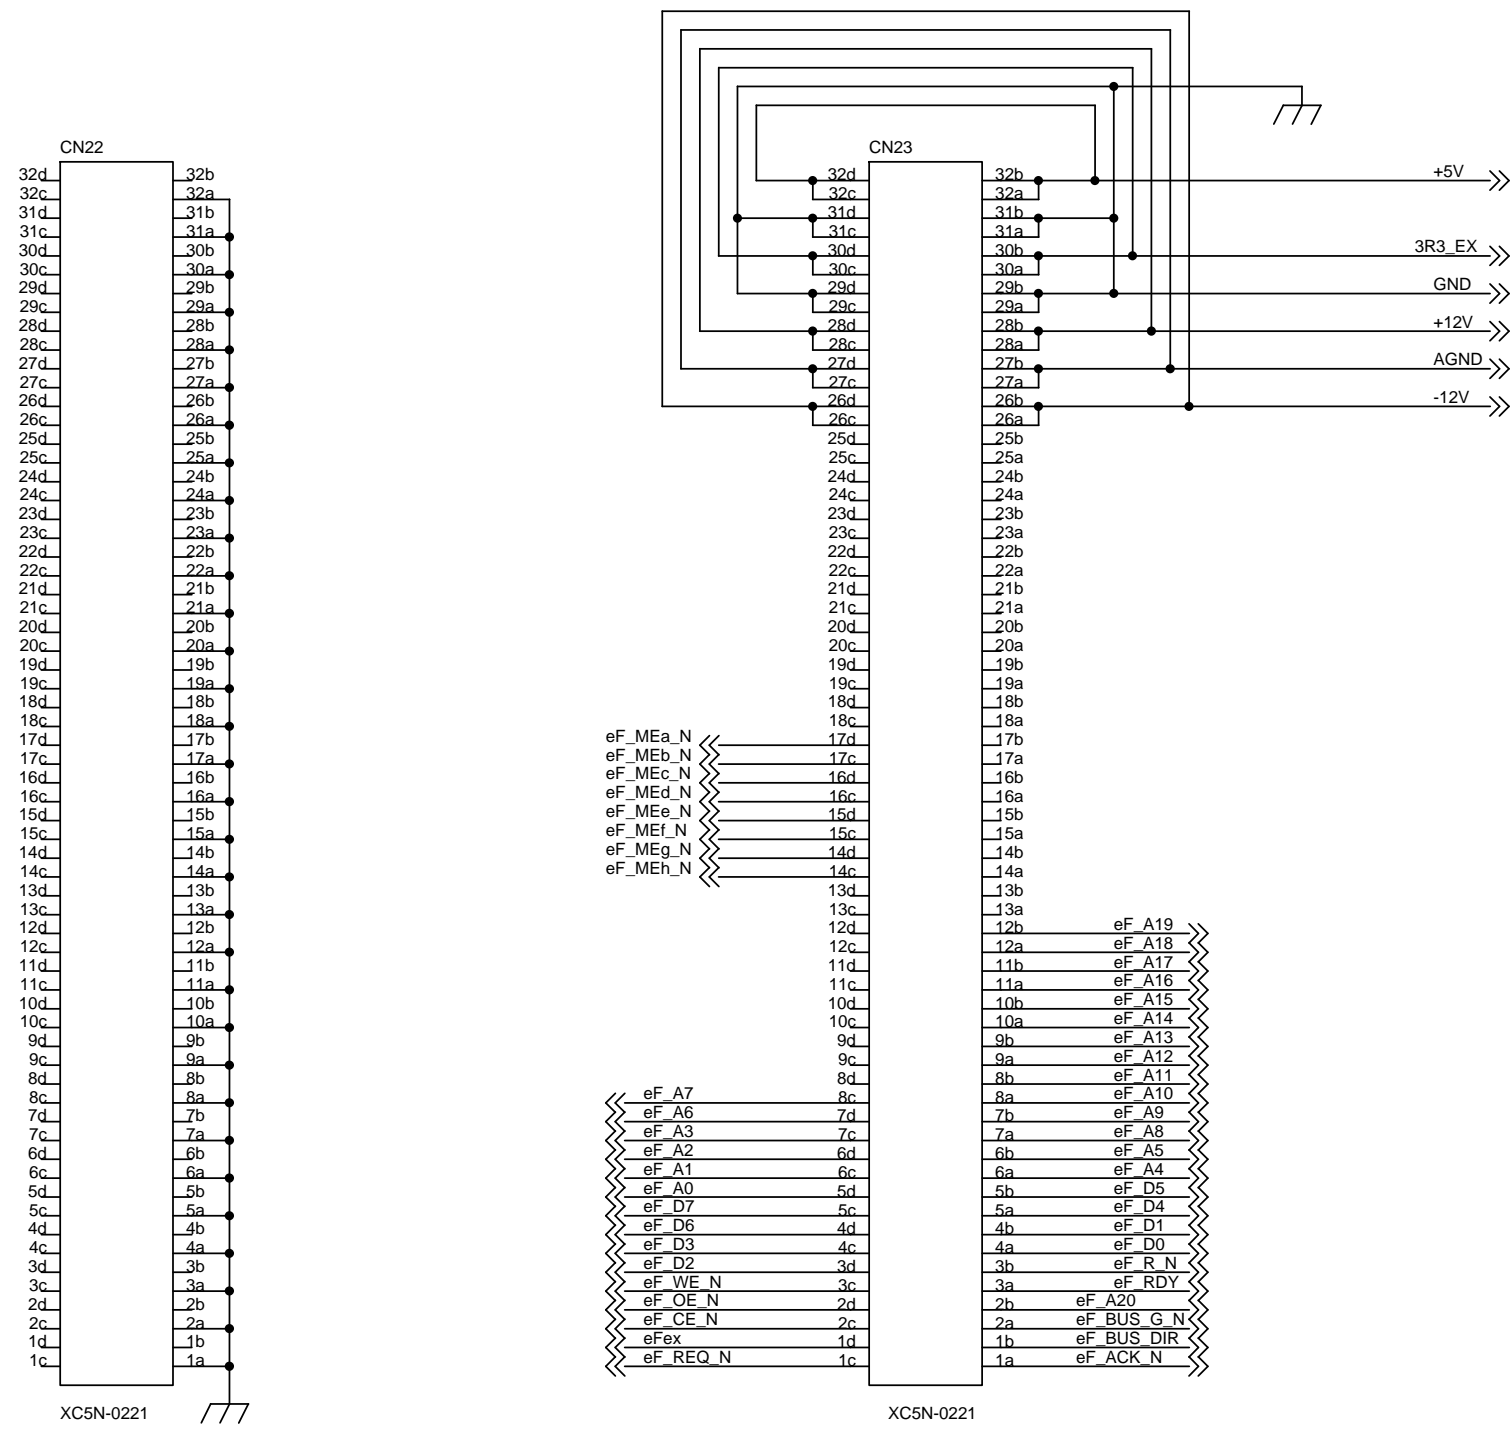 CN22
32d 32b
32c 32a
31d 31b
31c 31a
30d 30b
30c 30a
29d 29b
29c 29a
28d 28b
28c 28a
27d 27b
27c 27a
26d 26b
26c 26a
25d 25b
25c 25a
24d 24b
24c 24a
23d 23b
23c 23a
22d 22b
22c 22a
21d 21b
21c 21a
20d 20b
20c 20a
19d 19b
19c 19a
18d 18b
18c 18a
17d 17b
17c 17a
16d 16b
16c 16a
15d 15b
15c 15a
14d 14b
14c 14a
13d 13b
13c 13a
12d 12b
12c 12a
11d 11b
11c 11a
10d 10b
10c 10a
9d 9b
9c 9a
8d 8b
8c 8a
7d 7b
7c 7a
6d 6b
6c 6a
5d 5b
5c 5a
4d 4b
4c 4a
3d 3b
3c 3a
2d 2b
2c 2a
1d 1b
1c 1a
XC5N-0221
CN23
32d 32b +5V
32c 32a
31d 31b
31c 31a
30d 30b 3R3_EX
30c 30a
29d 29b GND
29c 29a
28d 28b +12V
28c 28a
27d 27b AGND
27c 27a
26d 26b -12V
26c 26a
25d 25b
25c 25a
24d 24b
24c 24a
23d 23b
23c 23a
22d 22b
22c 22a
21d 21b
21c 21a
20d 20b
20c 20a
19d 19b
19c 19a
18d 18b
18c 18a
eF_MEa_N 17d 17b
eF_MEb_N 17c 17a
eF_MEc_N 16d 16b
eF_MEd_N 16c 16a
eF_MEe_N 15d 15b
eF_MEf_N 15c 15a
eF_MEg_N 14d 14b
eF_MEh_N 14c 14a
13d 13b
13c 13a
12d 12b eF_A19
12c 12a eF_A18
11d 11b eF_A17
11c 11a eF_A16
10d 10b eF_A15
10c 10a eF_A14
9d 9b eF_A13
9c 9a eF_A12
8d 8b eF_A11
eF_A7 8c 8a eF_A10
eF_A6 7d 7b eF_A9
eF_A3 7c 7a eF_A8
eF_A2 6d 6b eF_A5
eF_A1 6c 6a eF_A4
eF_A0 5d 5b eF_D5
eF_D7 5c 5a eF_D4
eF_D6 4d 4b eF_D1
eF_D3 4c 4a eF_D0
eF_D2 3d 3b eF_R_N
eF_WE_N 3c 3a eF_RDY
eF_OE_N 2d 2b eF_A20
eF_CE_N 2c 2a eF_BUS_G_N
eFex 1d 1b eF_BUS_DIR
eF_REQ_N 1c 1a eF_ACK_N
XC5N-0221